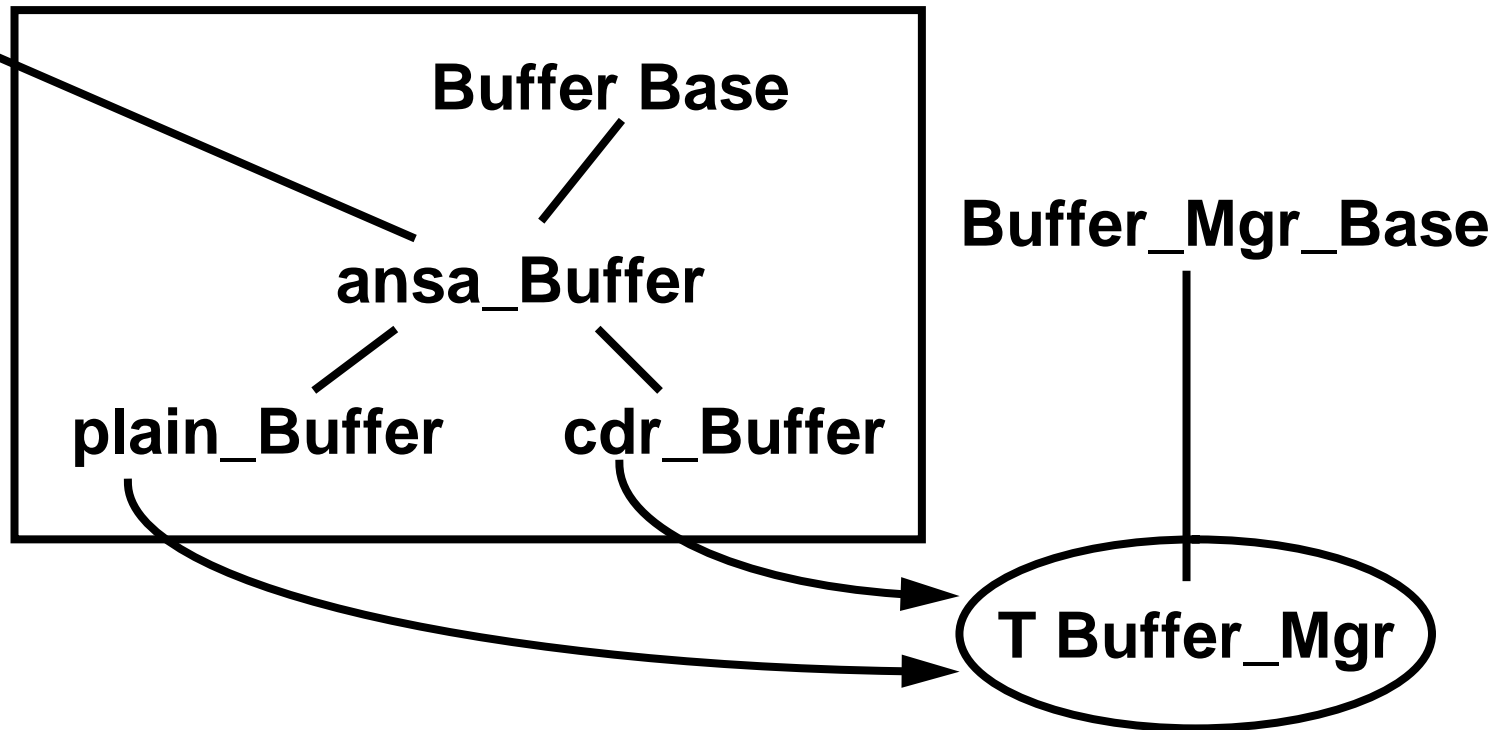 Buffer Base
Buffer_Mgr_Base
ansa_Buffer
plain_Buffer
cdr_Buffer
T Buffer_Mgr